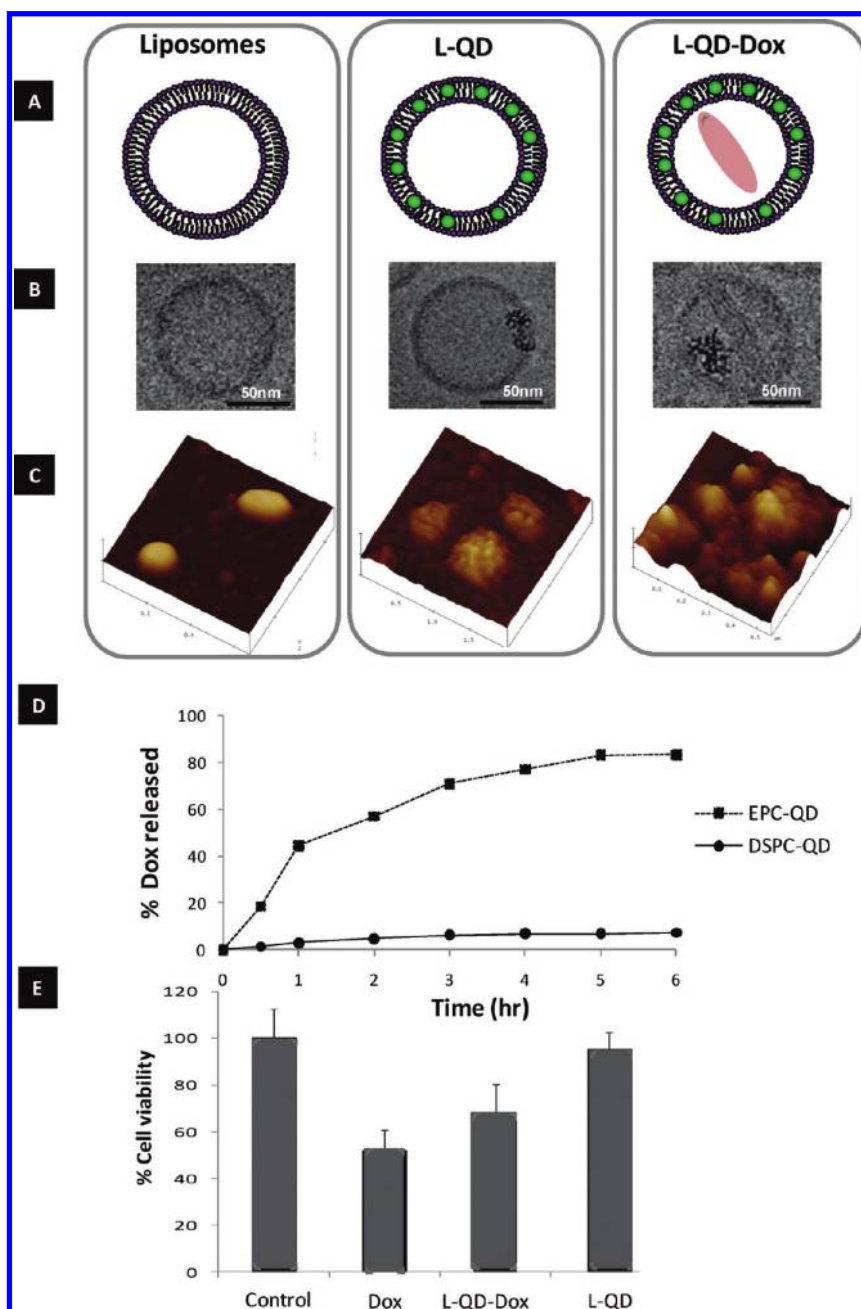 Liposomes
L-QD
L-QD-Dox
A
B
50nm
50nm
50nm
C
D
100
80
60
40
20
0
% Dox released
EPC-QD
DSPC-QD
0 1 2 3 4 5 6
Time (hr)
E
120
100
80
60
40
20
0
% Cell viability
Control Dox L-QD-Dox L-QD